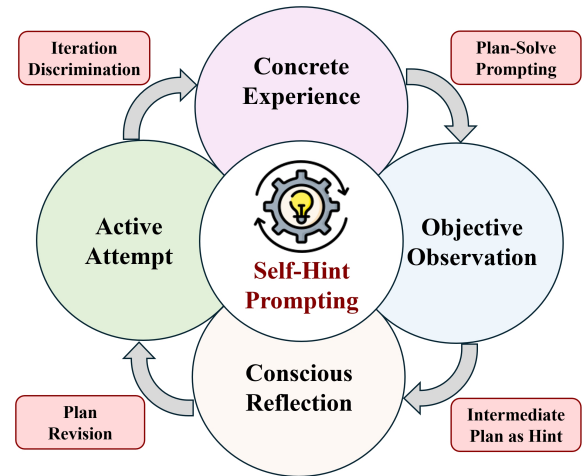 Iteration
Discrimination
Concrete
Experience
Plan-Solve
Prompting
Active
Attempt
Self-Hint
Prompting
Objective
Observation
Conscious
Reflection
Plan
Revision
Intermediate
Plan as Hint